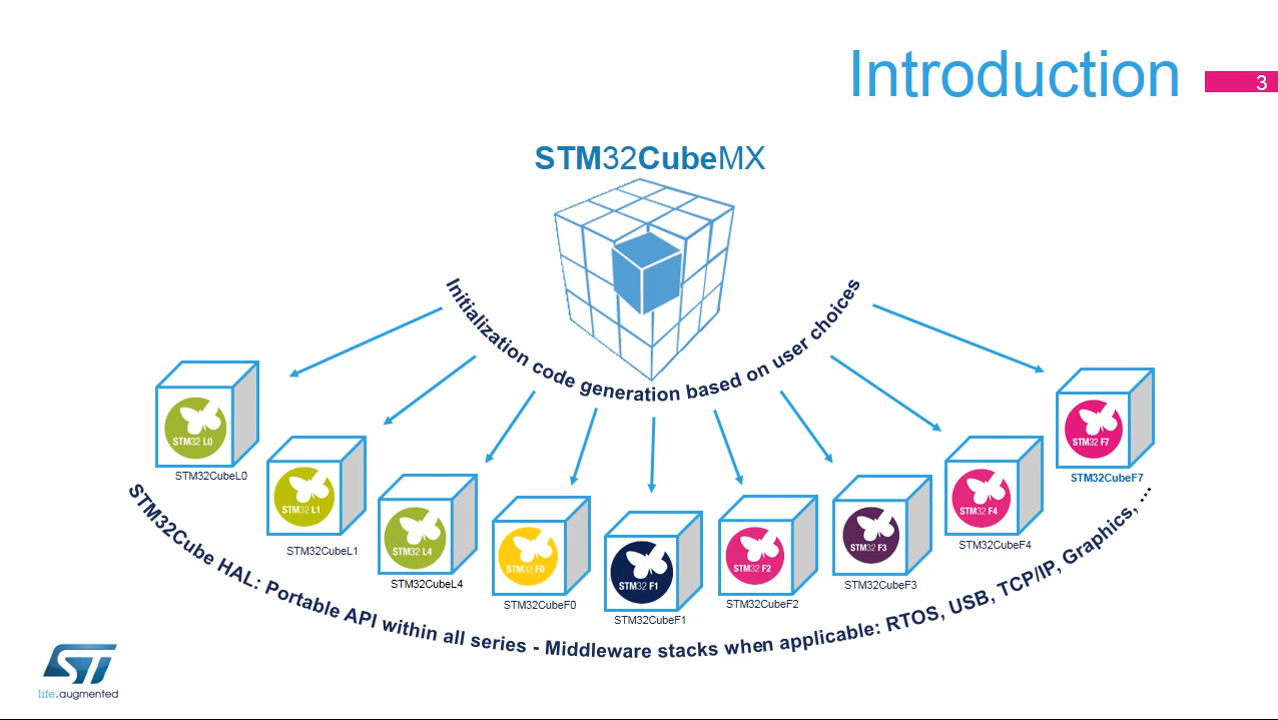 Introduction
3
STM32CubeMX
Initialization code generation based on user choices
STM32 L0
STM32CubeL0
STM32 L1
STM32CubeL1
STM32 L4
STM32CubeL4
STM32 F0
STM32CubeF0
STM32 F1
STM32CubeF1
STM32 F2
STM32CubeF2
STM32 F3
STM32CubeF3
STM32 F4
STM32CubeF4
STM32 F7
STM32CubeF7
STM32Cube HAL: Portable API within all series - Middleware stacks when applicable: RTOS, USB, TCP/IP, Graphics, ...
ST
life.augmented